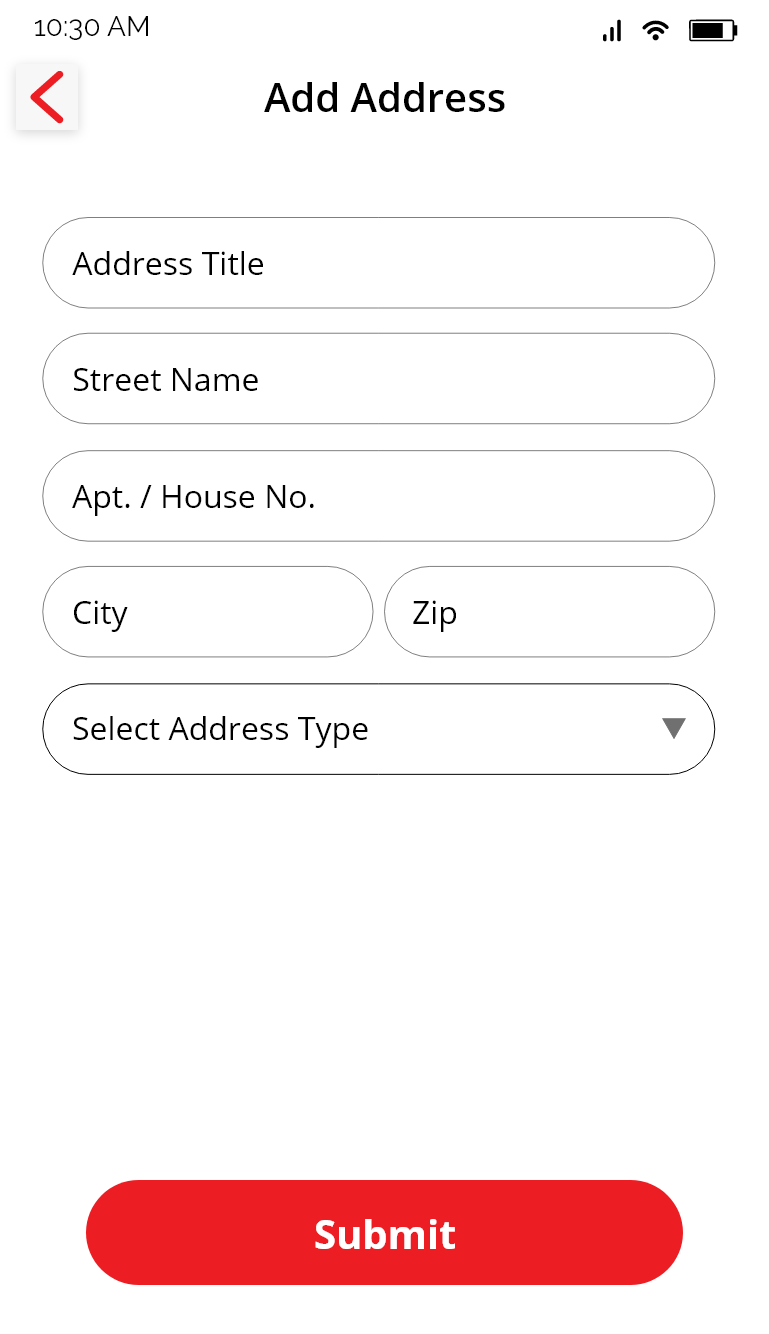 10:30 AM
Add Address
Address Title
Street Name
Apt. / House No.
City Zip
Select Address Type
Submit